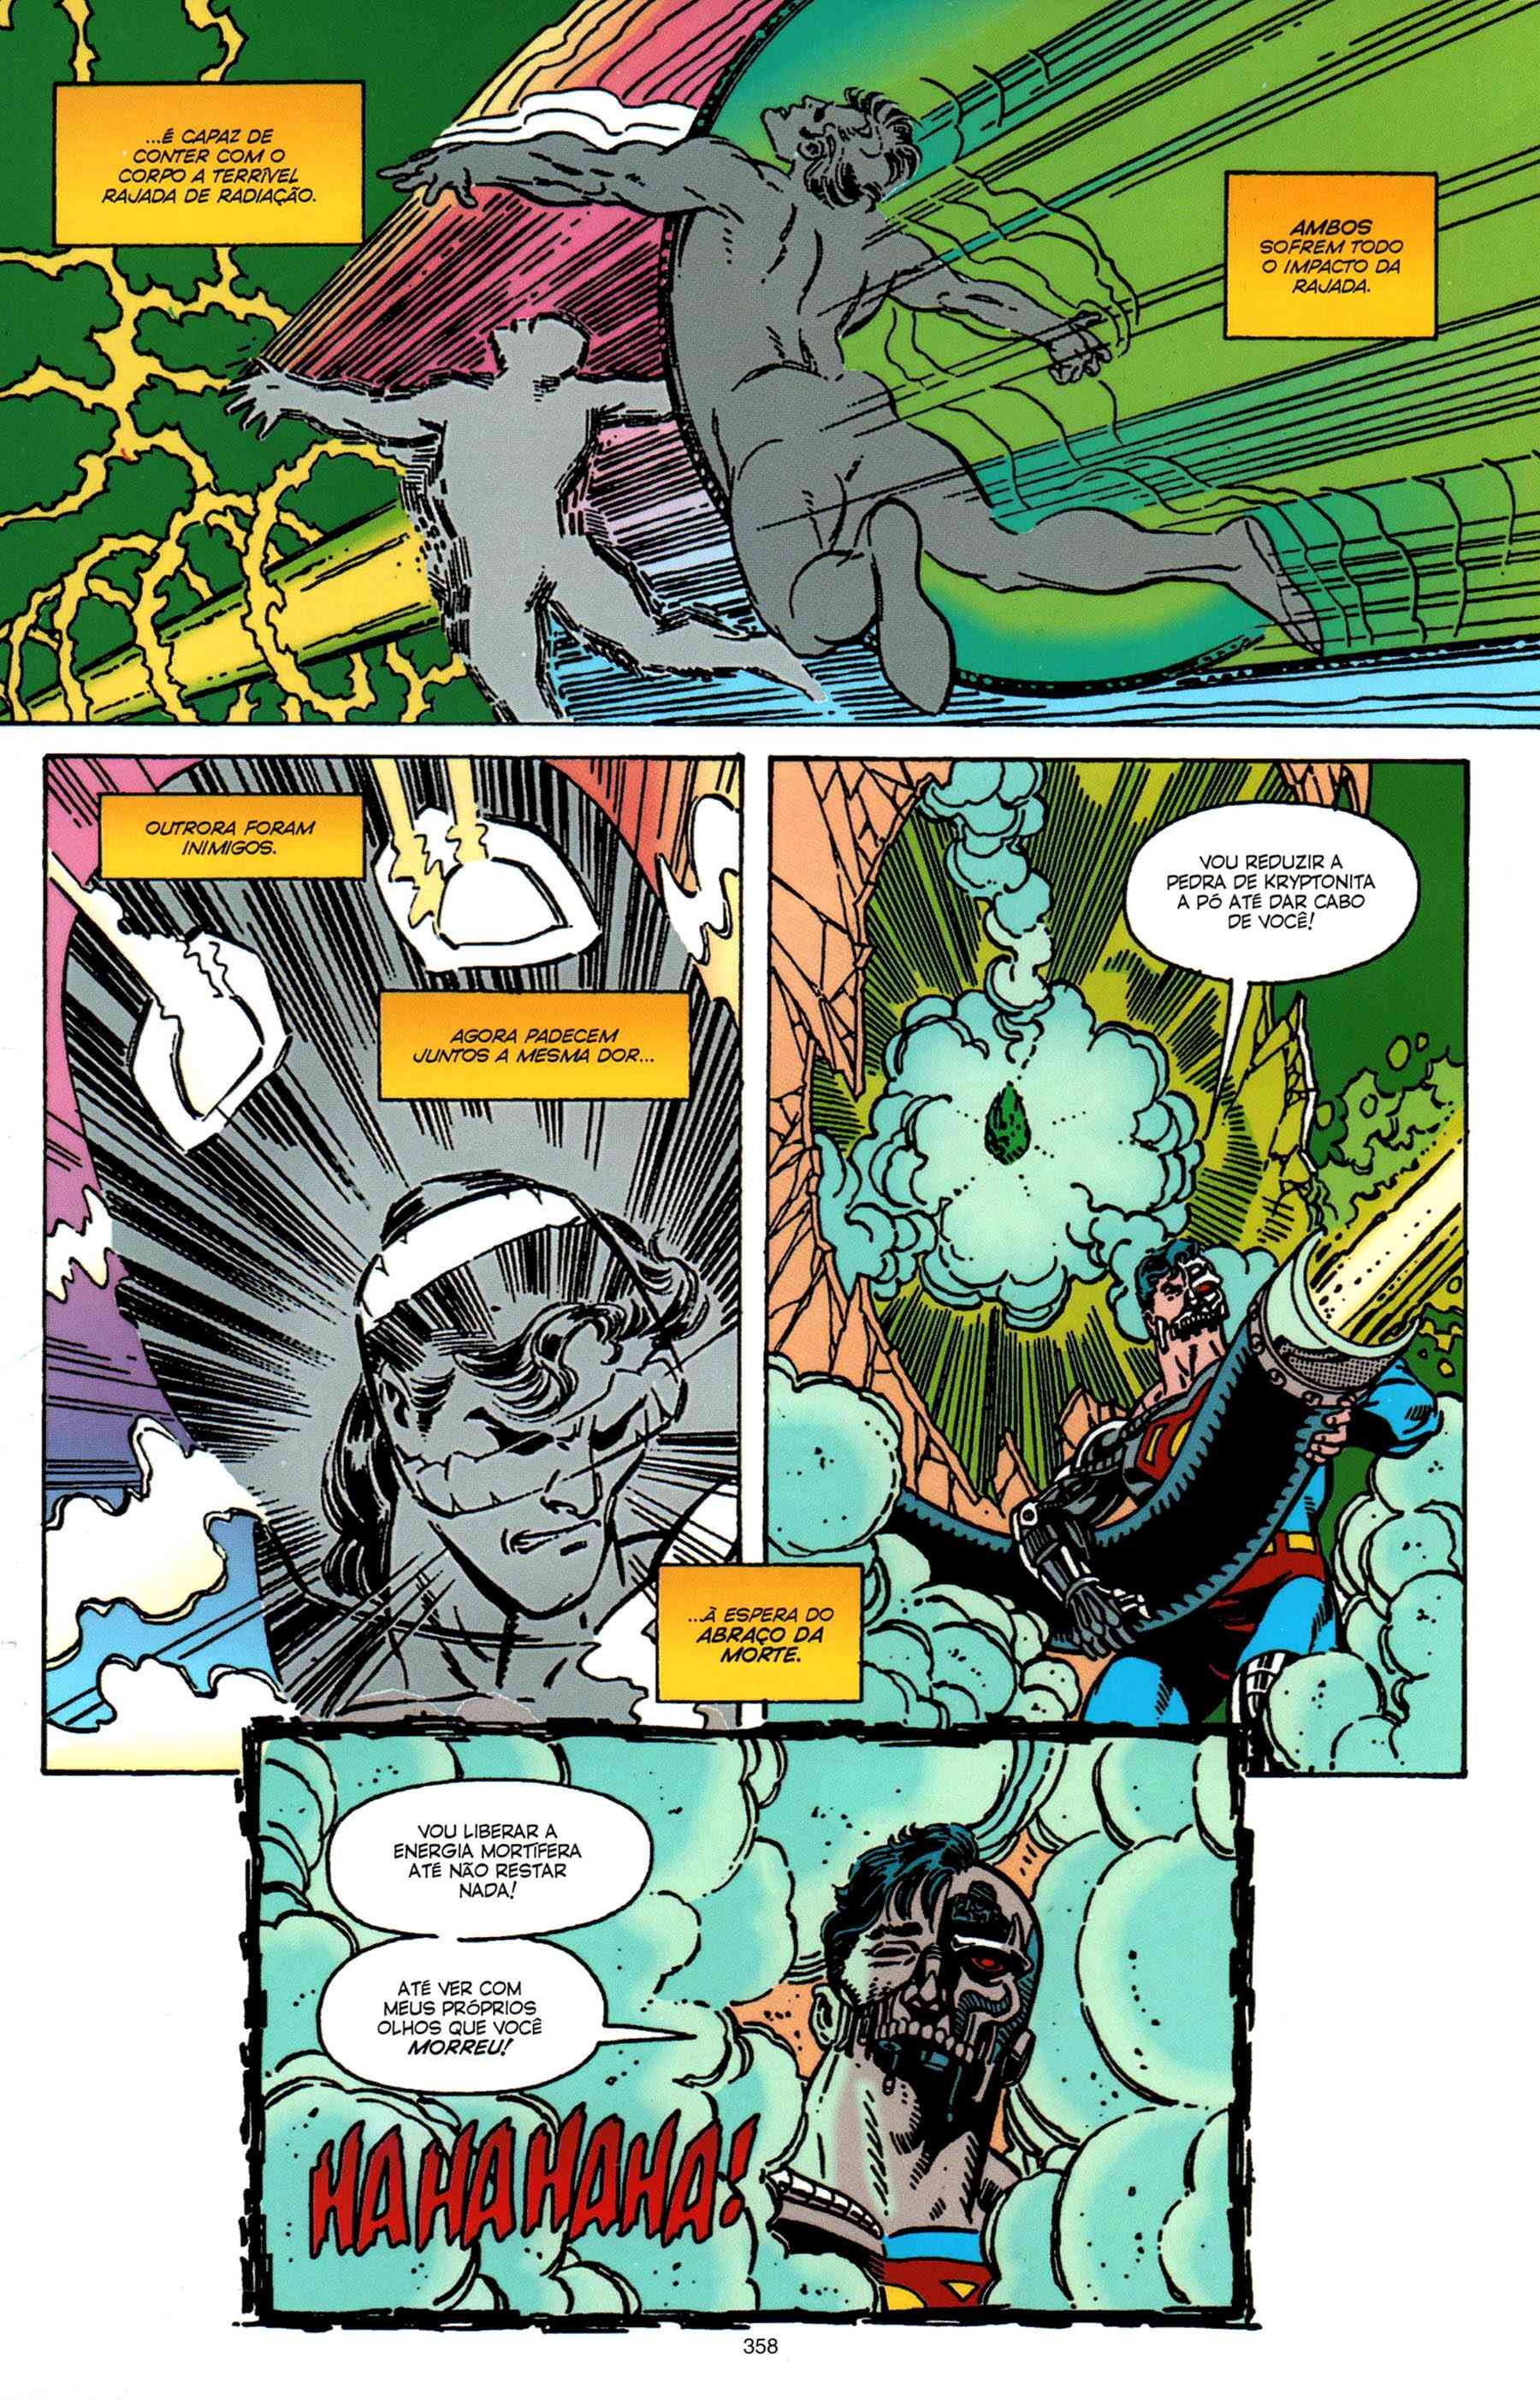 ...É CAPAZ DE
CONTER COM O
CORPO A TERRÍVEL
RAJADA DE RADIAÇÃO.
AMBOS
SOFREM TODO
O IMPACTO DA
RAJADA.
OUTRORA FORAM
INIMIGOS.
AGORA PADECEM
JUNTOS A MESMA DOR...
VOU REDUZIR A
PEDRA DE KRYPTONITA
A PÓ ATÉ DAR CABO
DE VOCÊ!
...À ESPERA DO
ABRAÇO DA
MORTE.
VOU LIBERAR A
ENERGIA MORTÍFERA
ATÉ NÃO RESTAR
NADA!
ATÉ VER COM
MEUS PRÓPRIOS
OLHOS QUE VOCÊ
MORREU!
HAHAHAHA!
358